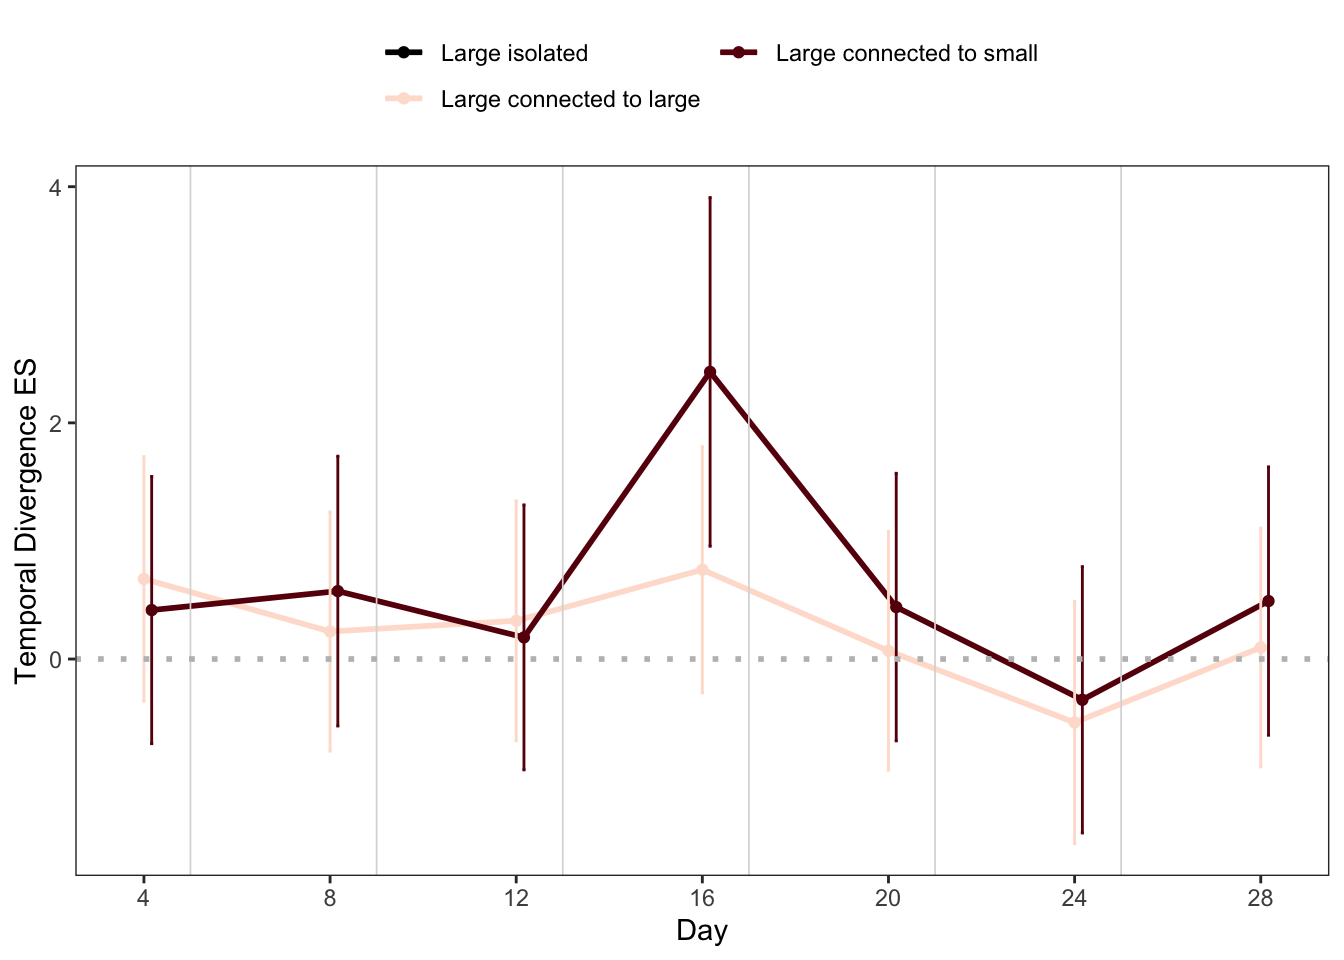 Large isolated
Large connected to small
Large connected to large
Temporal Divergence ES
4
2
0
4 8 12 16 20 24 28
Day